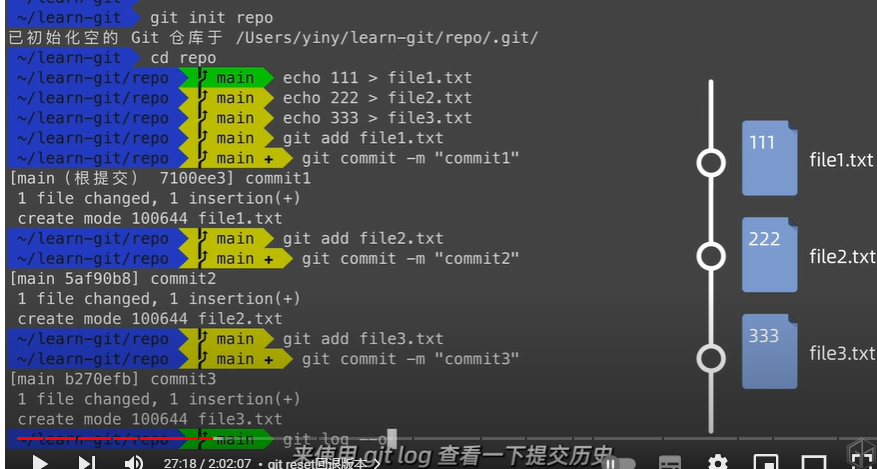 ~/learn-git git init repo
已初始化空的 Git 仓库于 /Users/yiny/learn-git/repo/.git/
~/learn-git cd repo
~/learn-git/repo main echo 111 > file1.txt
~/learn-git/repo main echo 222 > file2.txt
~/learn-git/repo main echo 333 > file3.txt
~/learn-git/repo main git add file1.txt
~/learn-git/repo main + git commit -m "commit1"
[main（根提交） 7100ee3] commit1
1 file changed, 1 insertion(+)
create mode 100644 file1.txt
~/learn-git/repo main git add file2.txt
~/learn-git/repo main + git commit -m "commit2"
[main 5af90b8] commit2
1 file changed, 1 insertion(+)
create mode 100644 file2.txt
~/learn-git/repo main git add file3.txt
~/learn-git/repo main + git commit -m "commit3"
[main b270efb] commit3
1 file changed, 1 insertion(+)
create mode 100644 file3.txt
~/learn-git/repo main git log --o
111 file1.txt
222 file2.txt
333 file3.txt
来使用 git log 查看一下提交历史
27:18 / 2:02:07 • git reset回退版本